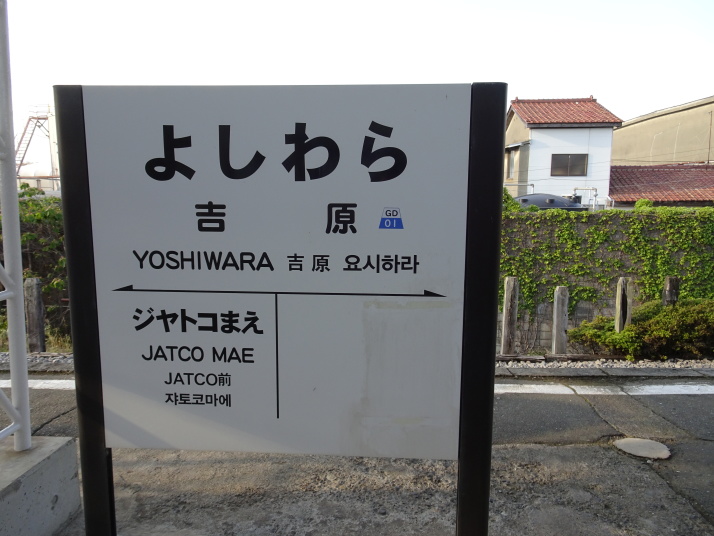 よしわら
吉原 GD 01
YOSHIWARA 吉原 요시하라
ジヤトコまえ
JATCO MAE
JATCO前
쟈토코마에